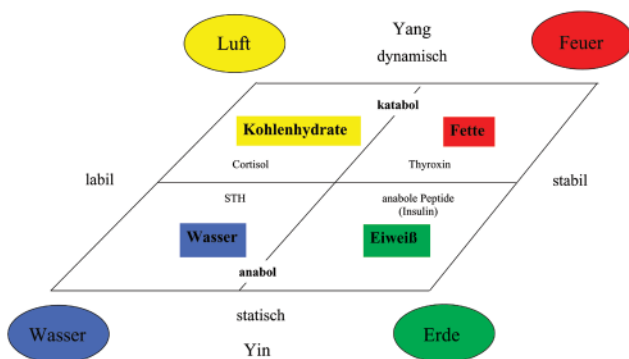 Yang
Luft
Feuer
dynamisch
katabol
Kohlenhydrate
Fette
Cortisol
Thyroxin
labil
stabil
STH
anabole Peptide
(Insulin)
Wasser
Eiweiß
anabol
statisch
Wasser
Erde
Yin